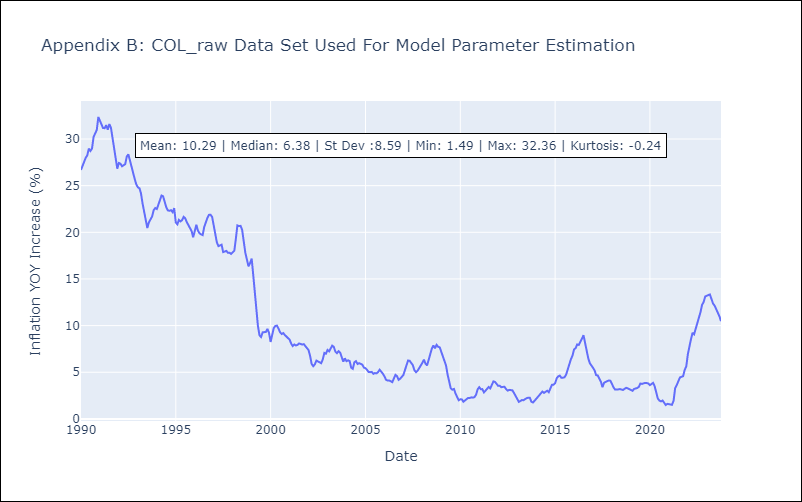 Appendix B: COL_raw Data Set Used For Model Parameter Estimation
Mean: 10.29 | Median: 6.38 | St Dev :8.59 | Min: 1.49 | Max: 32.36 | Kurtosis: -0.24
Inflation YOY Increase (%)
30
25
20
15
10
5
0
1990 1995 2000 2005 2010 2015 2020
Date